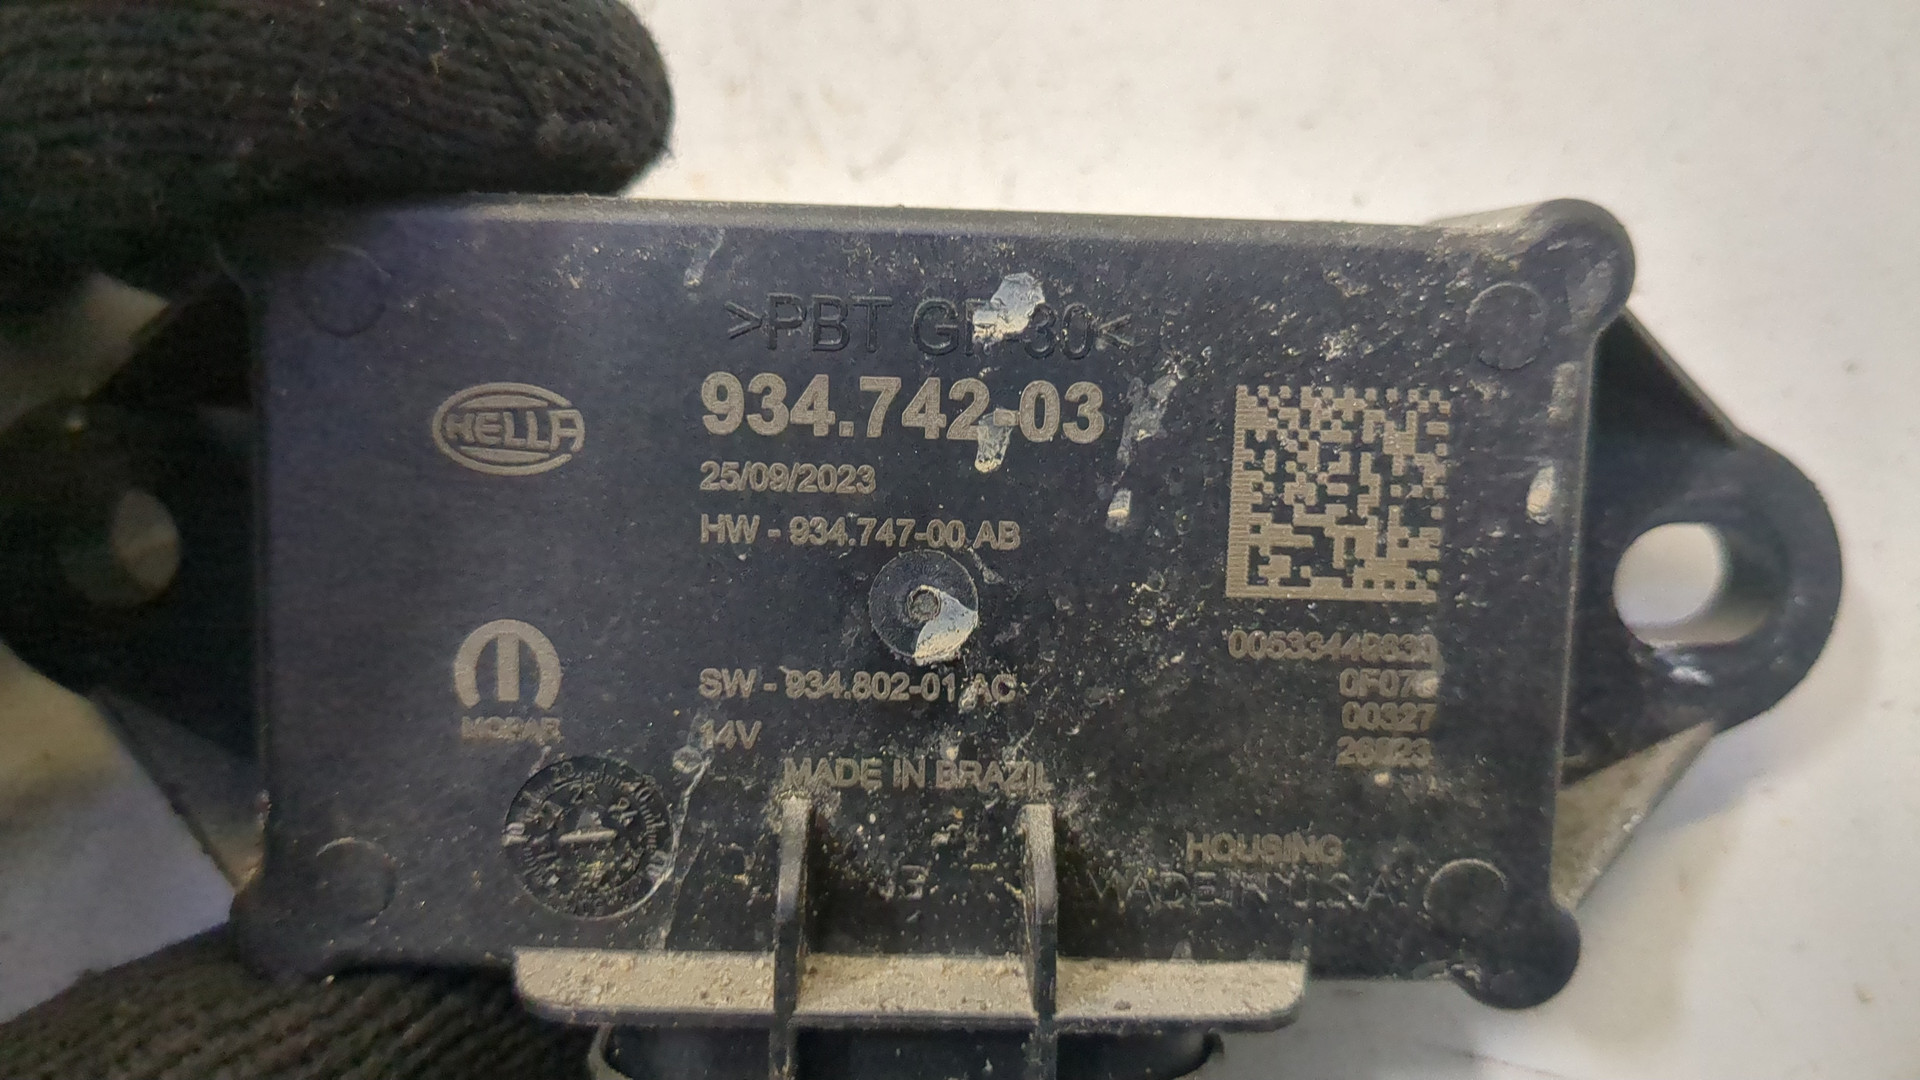 >PBT GF-30<
934.742-03
HELLA
25/09/2023
HW - 934.747-00 AB
SW - 934.802-01 AC
MOPAR
14V
MADE IN BRAZIL
00327
HOUSING
MADE IN U.S.A